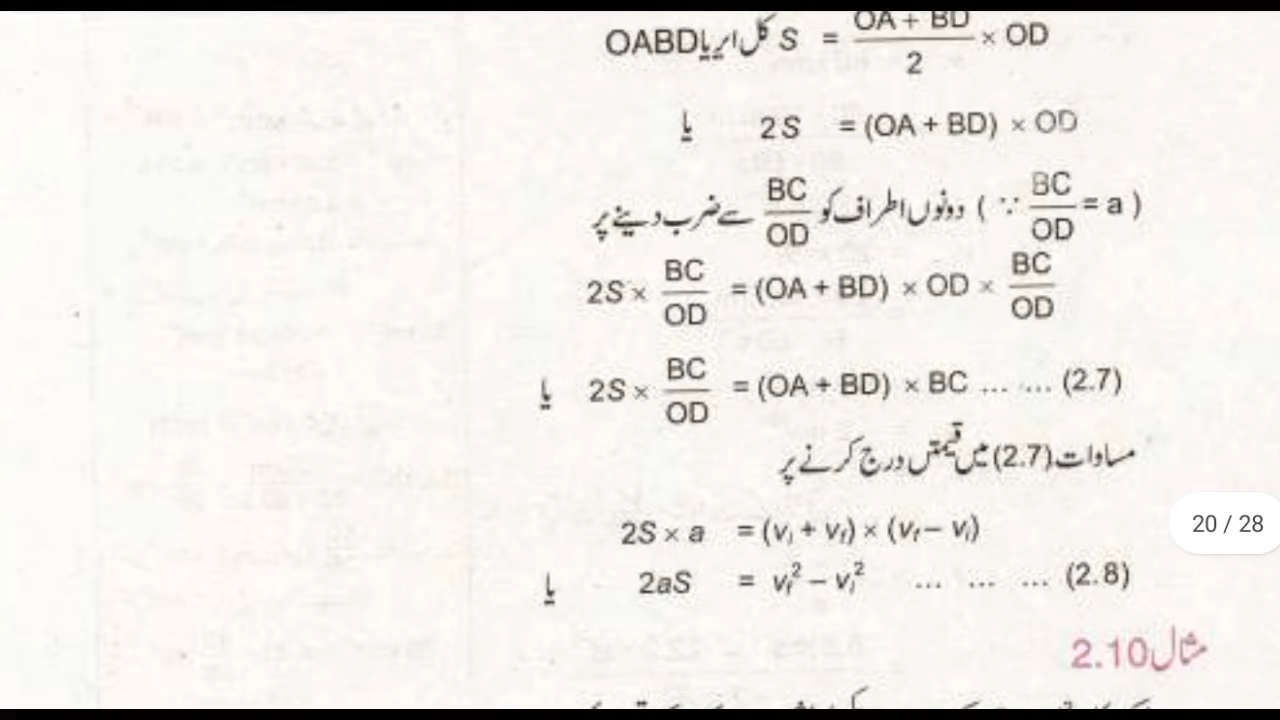 کل ایریا OABD S = (OA + BD)/2 × OD
یا 2S = (OA + BD) × OD
دونوں اطراف کو BC/OD سے ضرب دینے پر ( ∵ BC/OD = a )
2S × BC/OD = (OA + BD) × OD × BC/OD
یا 2S × BC/OD = (OA + BD) × BC ... ... (2.7)
مساوات (2.7) میں قیمتیں درج کرنے پر
2S × a = (vᵢ + v_f) × (v_f − vᵢ)
20 / 28
یا 2aS = v_f² − vᵢ² ... ... ... (2.8)
مثال 2.10